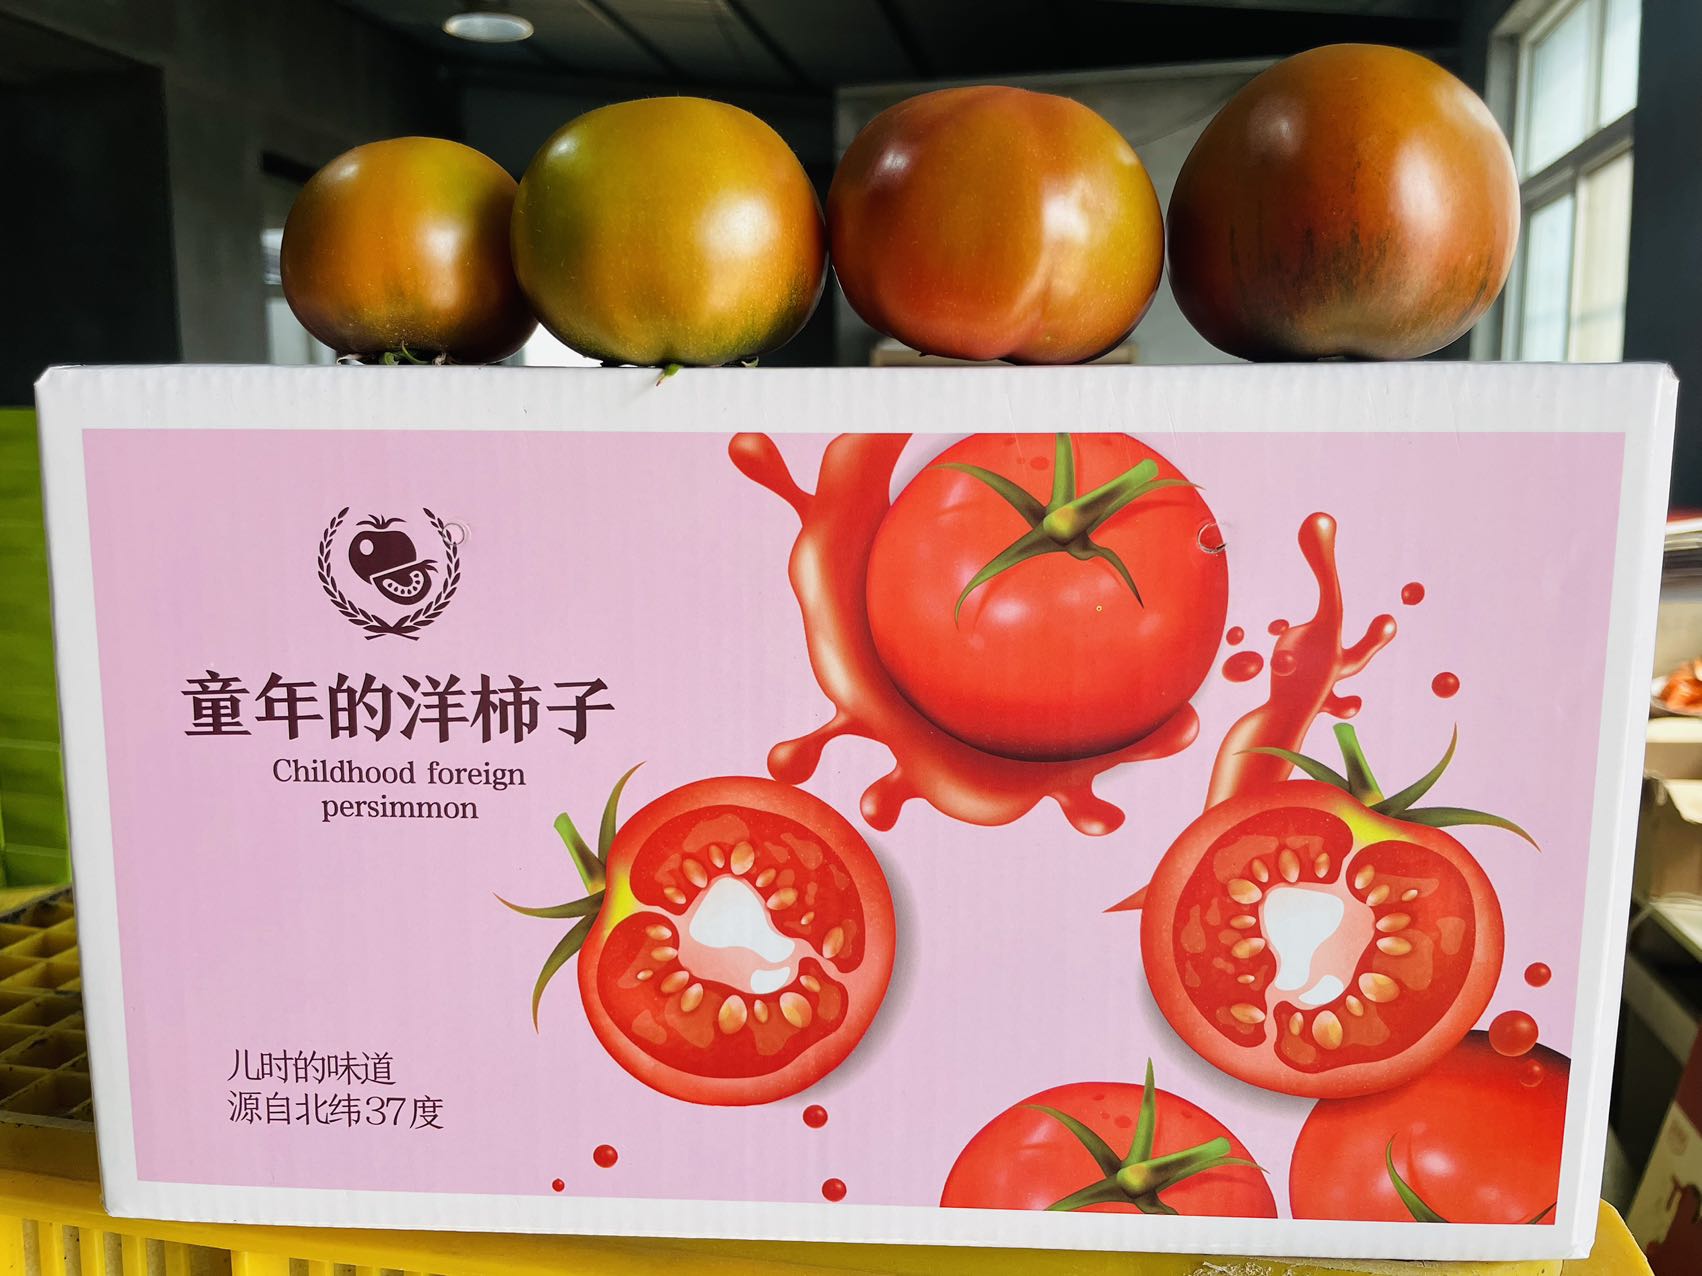 童年的洋柿子
Childhood foreign
persimmon
儿时的味道
源自北纬37度